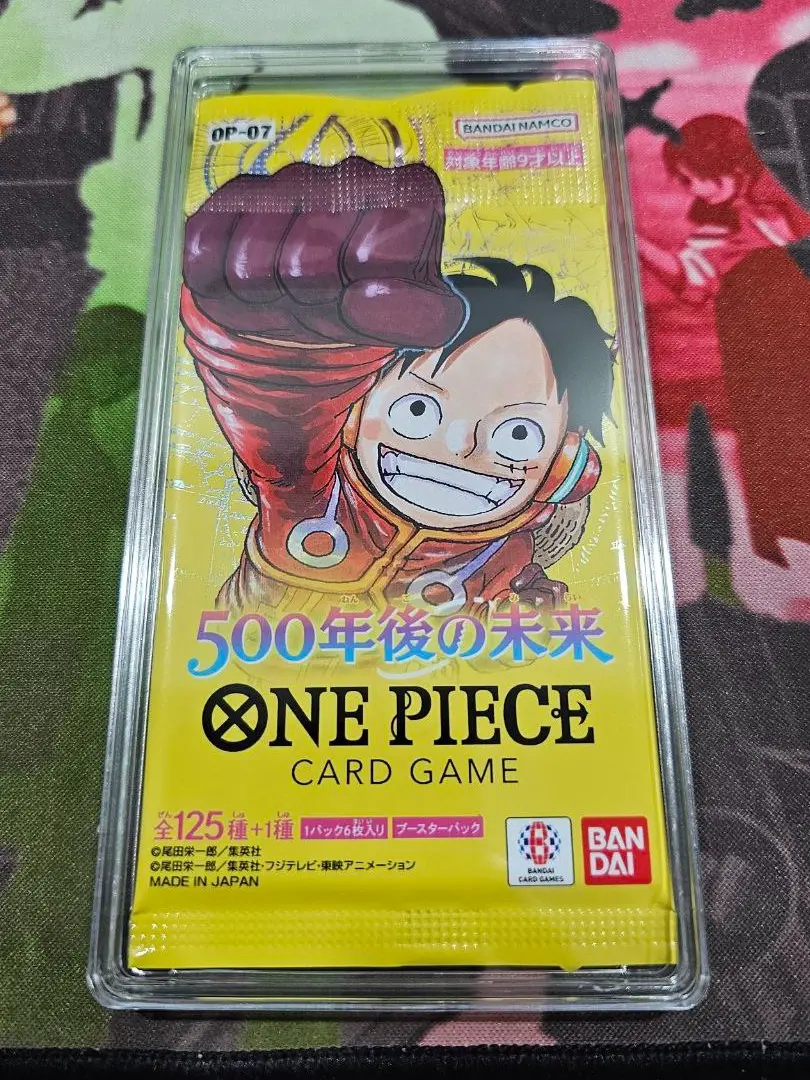 OP-07
BANDAI NAMCO
対象年齢9才以上
500年後の未来
ONE PIECE
CARD GAME
全125種+1種
1パック6枚入り
ブースターパック
©尾田栄一郎/集英社
©尾田栄一郎/集英社・フジテレビ・東映アニメーション
MADE IN JAPAN
BANDAI
CARD GAMES
BAN
DAI